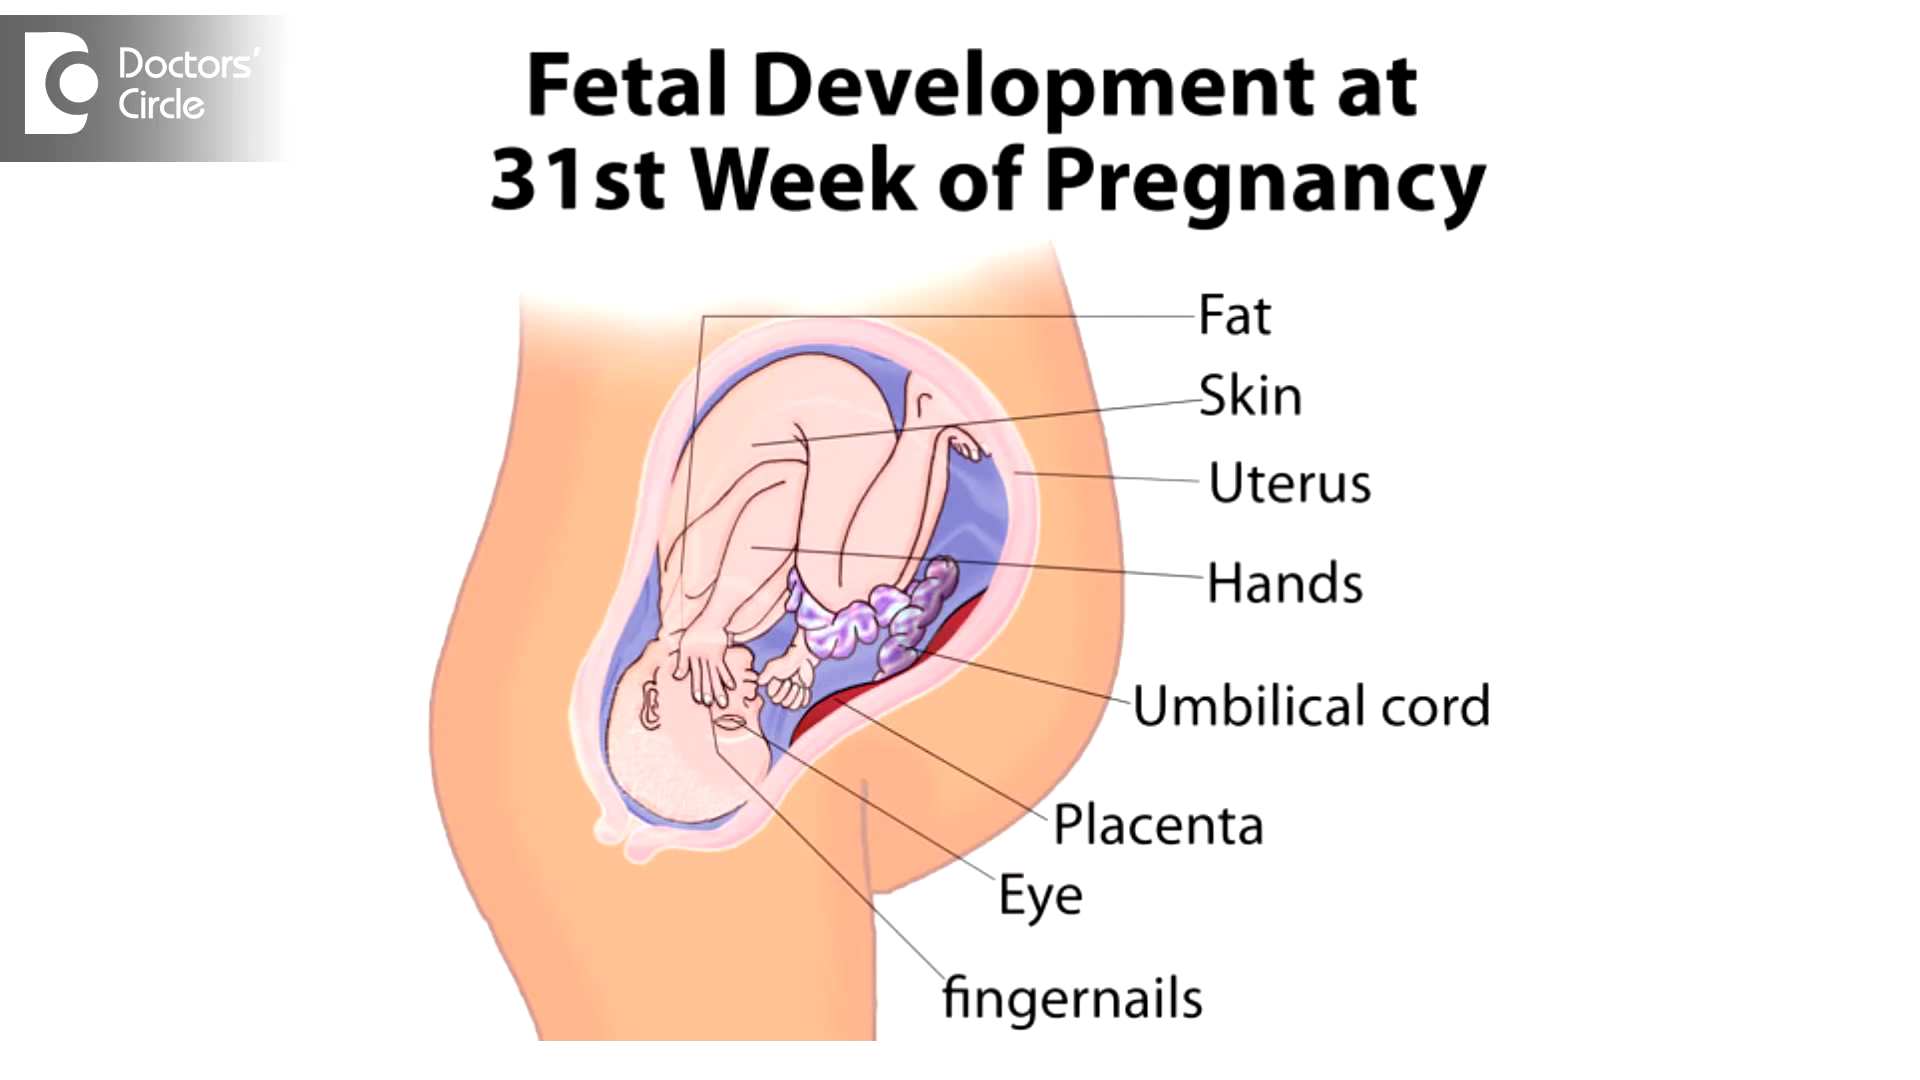 Doctors'
Circle
Fetal Development at
31st Week of Pregnancy
Fat
Skin
Uterus
Hands
Umbilical cord
Placenta
Eye
fingernails